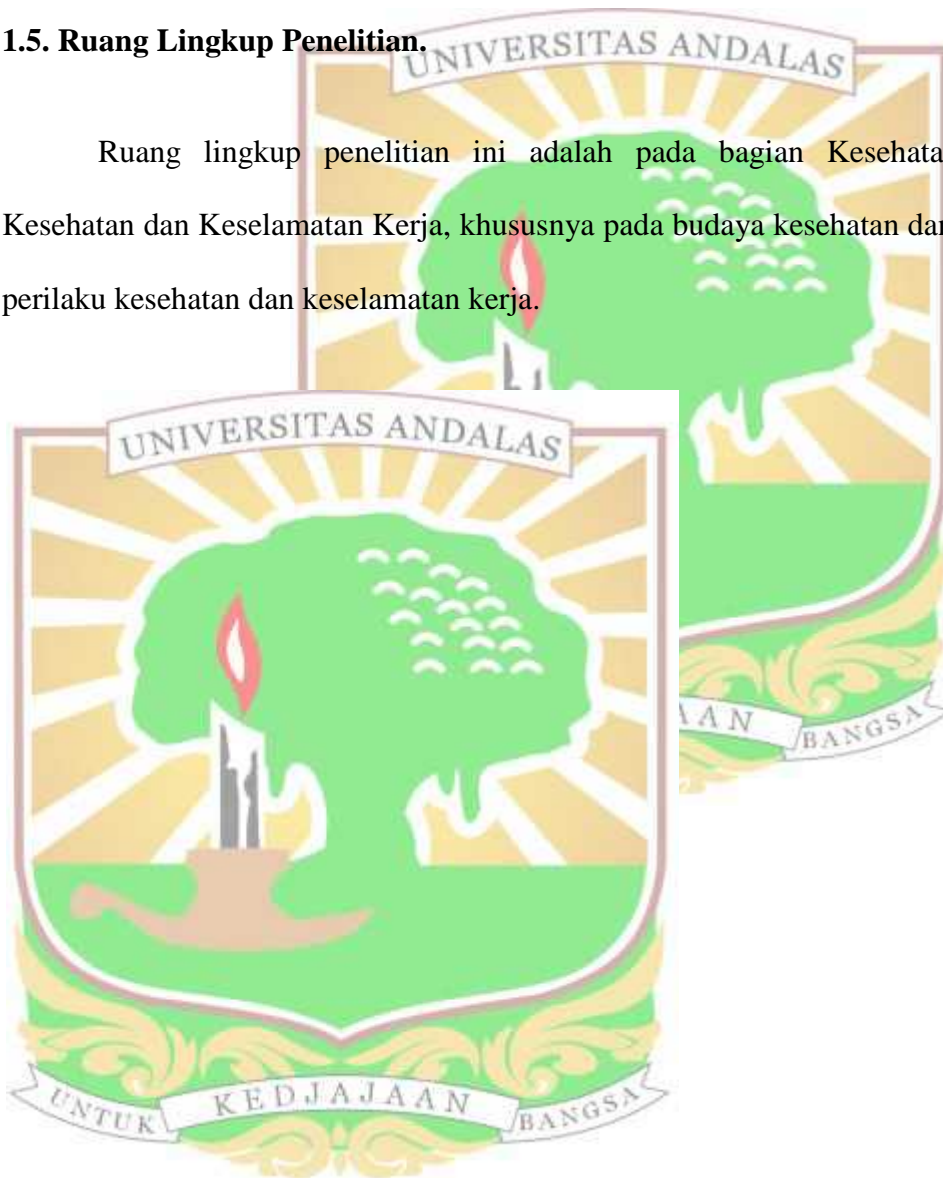 1.5. Ruang Lingkup Penelitian.
UNIVERSITAS ANDALAS
Ruang lingkup penelitian ini adalah pada bagian Kesehata
Kesehatan dan Keselamatan Kerja, khususnya pada budaya kesehatan dan
perilaku kesehatan dan keselamatan kerja.
UNIVERSITAS ANDALAS
AAN BANGSA
UNTUK KEDJAJAAN BANGSA